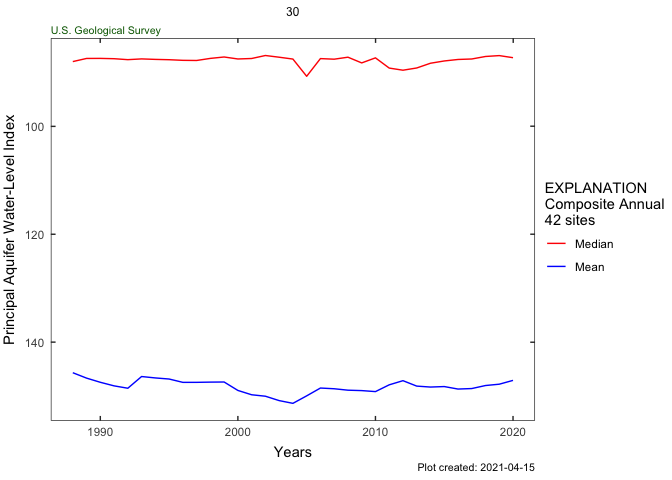 30
U.S. Geological Survey
Principal Aquifer Water-Level Index
100
120
140
1990
2000
2010
2020
Years
EXPLANATION
Composite Annual
42 sites
Median
Mean
Plot created: 2021-04-15